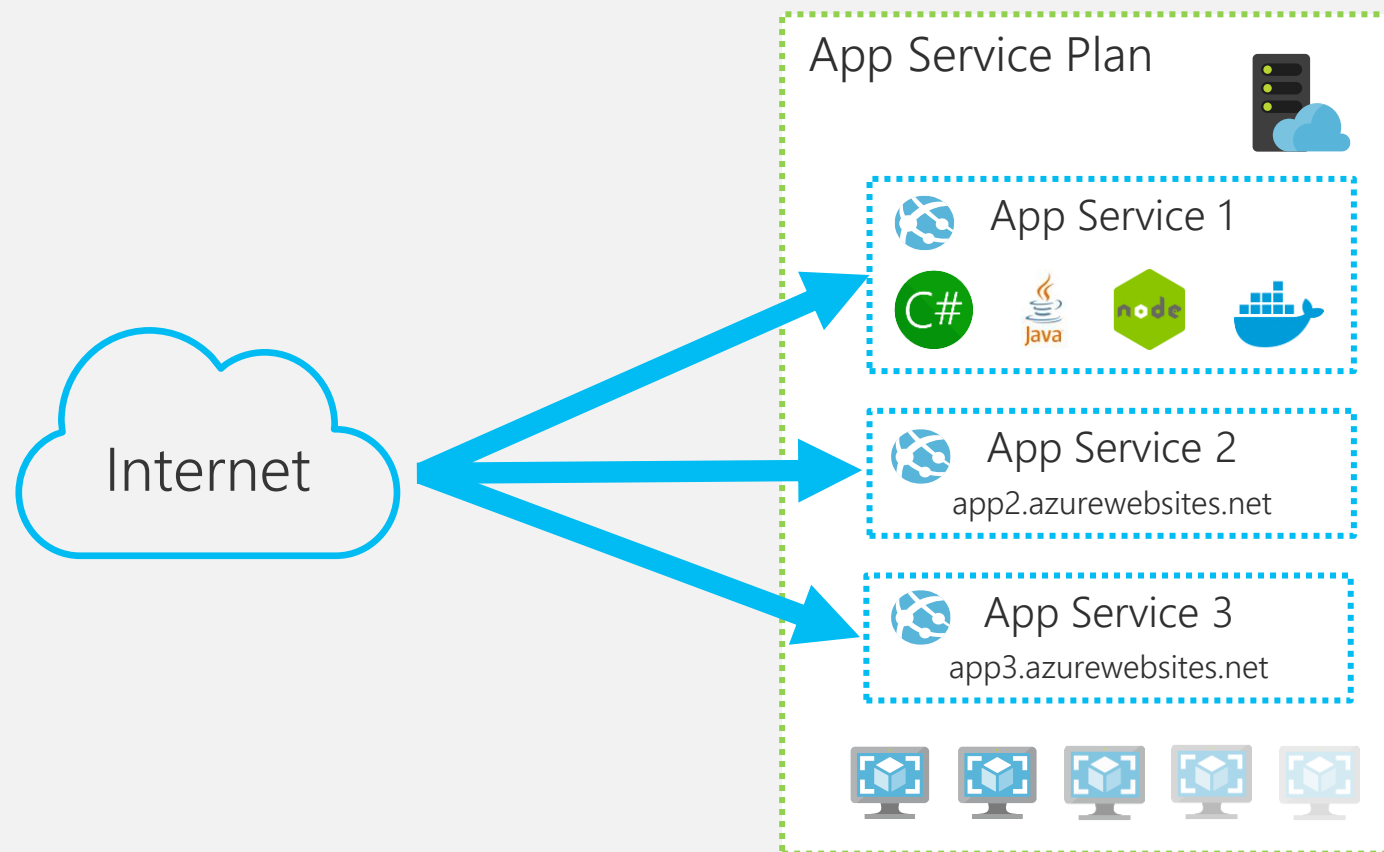 App Service Plan
App Service 1
C#
Java
node
Internet
App Service 2
app2.azurewebsites.net
App Service 3
app3.azurewebsites.net